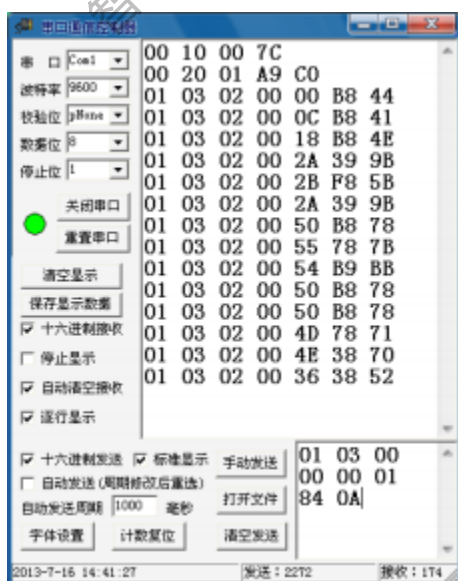 串口通信控制器
串 口 Com1
波特率 9600
校验位 pNone
数据位 8
停止位 1
关闭串口
重置串口
清空显示
保存显示数据
十六进制接收
停止显示
自动清空接收
逐行显示
00 10 00 7C
00 20 01 A9 C0
01 03 02 00 00 B8 44
01 03 02 00 0C B8 41
01 03 02 00 18 B8 4E
01 03 02 00 2A 39 9B
01 03 02 00 2B F8 5B
01 03 02 00 2A 39 9B
01 03 02 00 50 B8 78
01 03 02 00 55 78 7B
01 03 02 00 54 B9 BB
01 03 02 00 50 B8 78
01 03 02 00 50 B8 78
01 03 02 00 4D 78 71
01 03 02 00 4E 38 70
01 03 02 00 36 38 52
十六进制发送 标准显示 手动发送
自动发送(周期修改后重选)
自动发送周期 1000 毫秒 打开文件
字体设置 计数复位 清空发送
01 03 00
00 00 01
84 0A
2013-7-16 14:41:27 发送:2272 接收:174